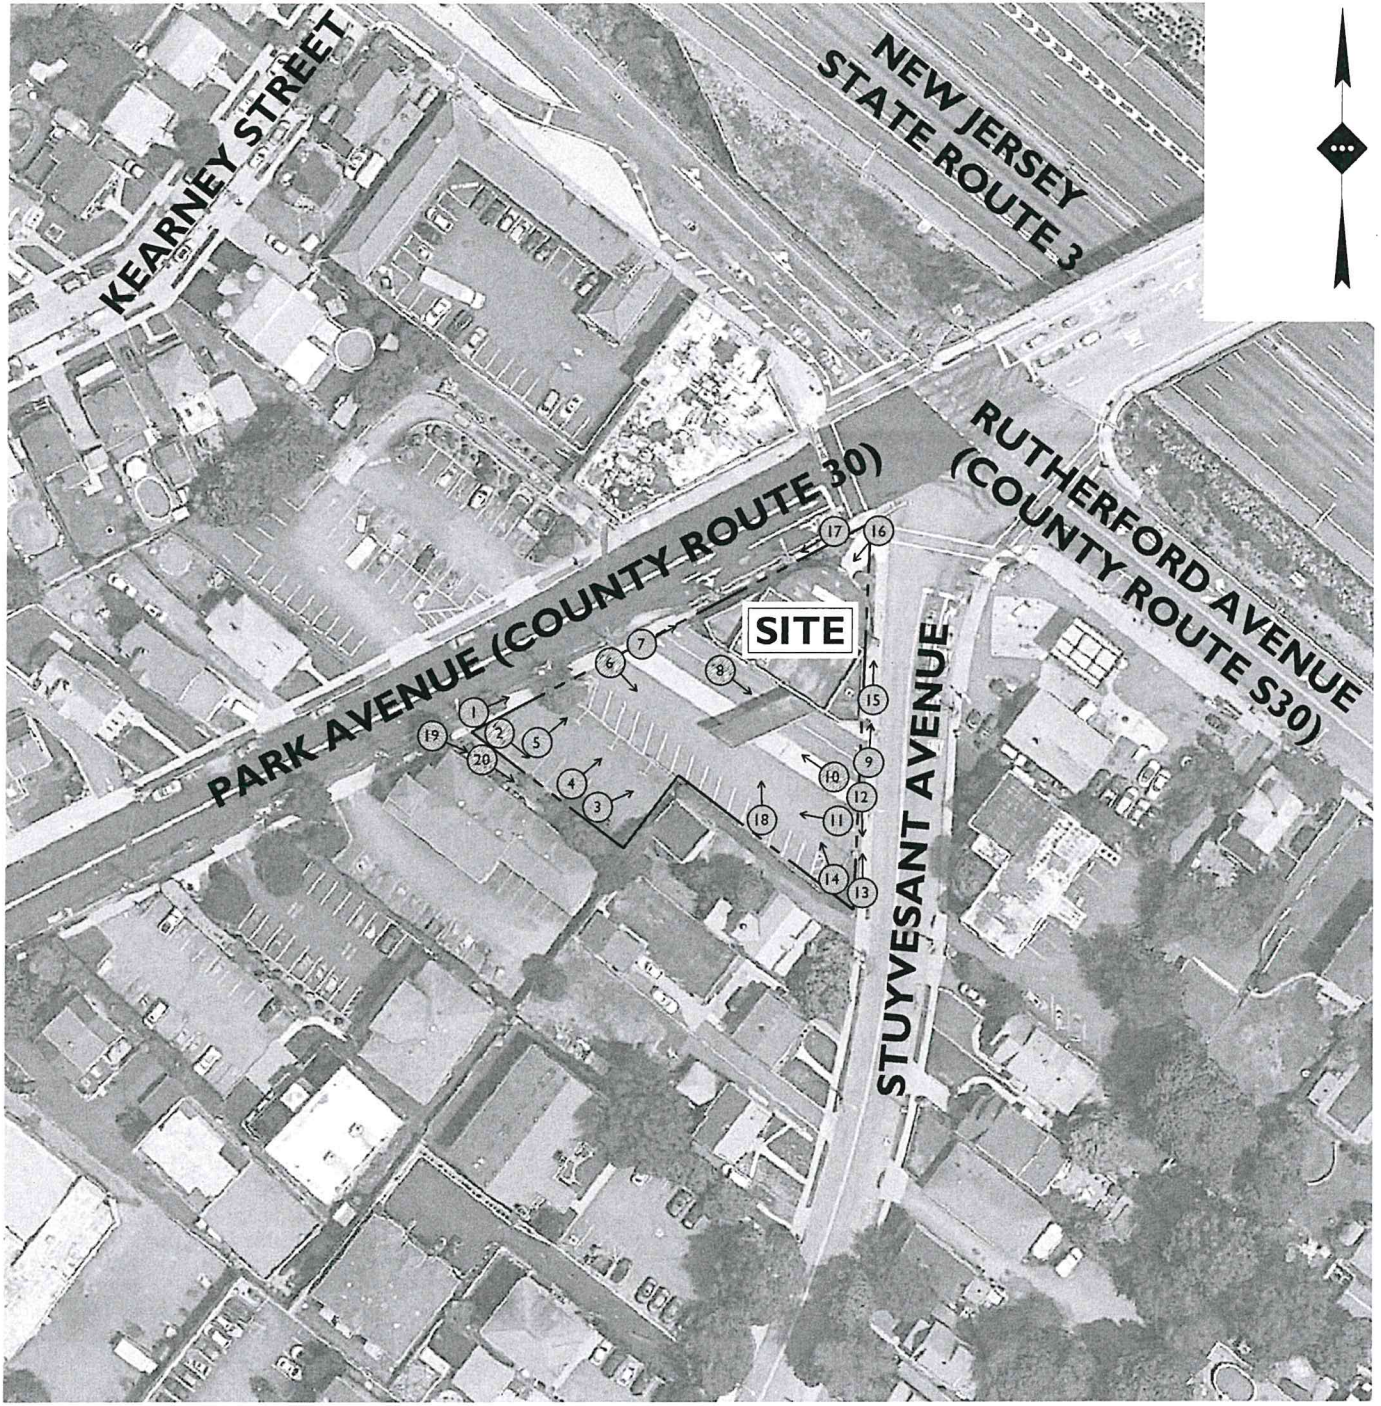 KEARNEY STREET
NEW JERSEY
STATE ROUTE 3
RUTHERFORD AVENUE
(COUNTY ROUTE S30)
PARK AVENUE (COUNTY ROUTE 30)
SITE
STUYVESANT AVENUE
17
16
7
6
8
15
1
2
19
5
20
9
4
10
12
3
18
11
14
13